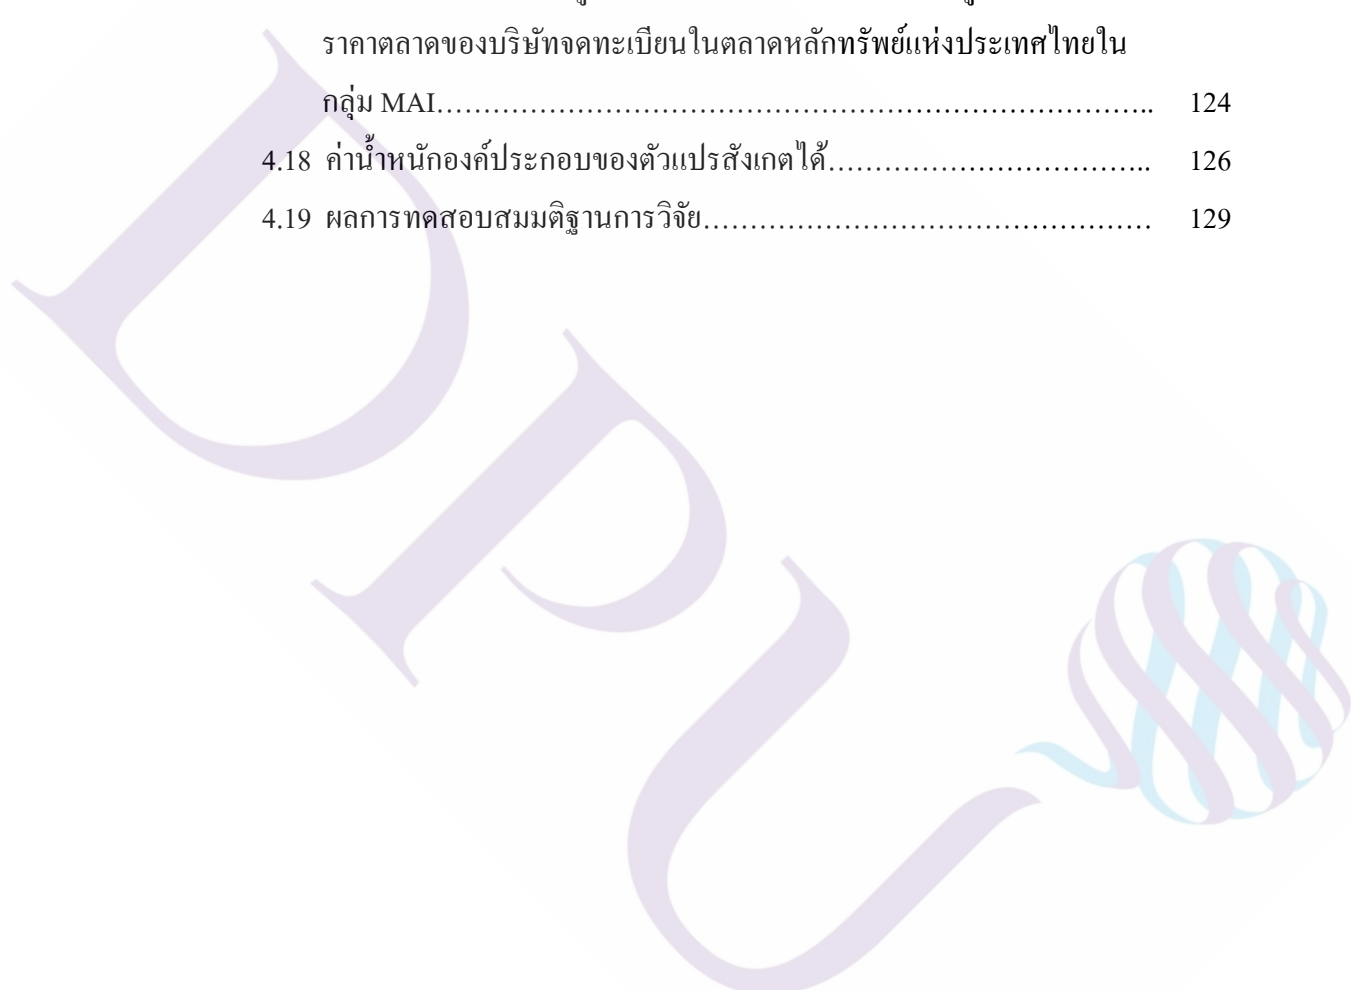 ราคาตลาดของบริษัทจดทะเบียนในตลาดหลักทรัพย์แห่งประเทศไทยใน
กลุ่ม MAI…………………………………………………………………….. 124
4.18 ค่าน้ำหนักองค์ประกอบของตัวแปรสังเกตได้…………………………….. 126
4.19 ผลการทดสอบสมมติฐานการวิจัย………………………………………… 129
DPU